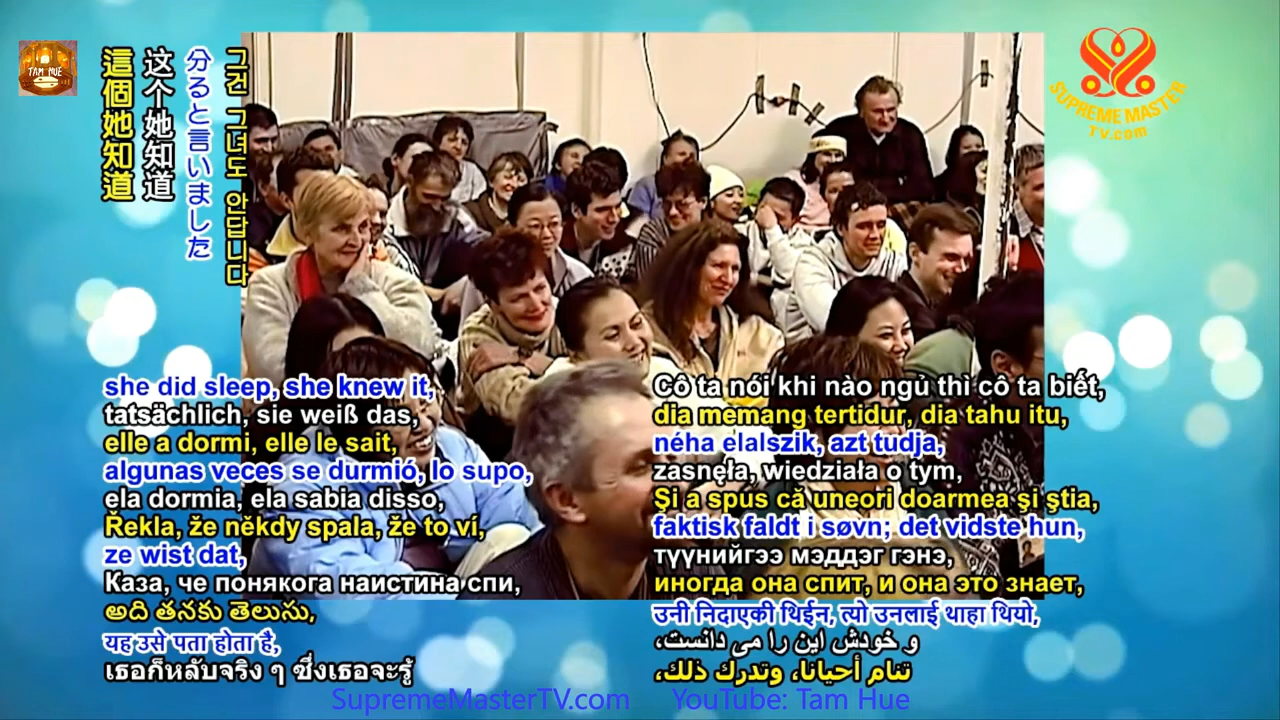 TAM HUE
這個她知道
这个她知道
分ると言いました
그건 그녀도 안답니다
SUPREME MASTER
TV.com
she did sleep, she knew it,
tatsächlich, sie weiß das,
elle a dormi, elle le sait,
algunas veces se durmió, lo supo,
ela dormia, ela sabia disso,
Řekla, že někdy spala, že to ví,
ze wist dat,
Каза, че понякога наистина спи,
అది తనకు తెలుసు,
यह उसे पता होता है,
เธอก็หลับจริง ๆ ซึ่งเธอจะรู้
Cô ta nói khi nào ngủ thì cô ta biết,
dia memang tertidur, dia tahu itu,
néha elalszik, azt tudja,
zasnęła, wiedziała o tym,
Şi a spus că uneori doarmea şi ştia,
faktisk faldt i søvn; det vidste hun,
түүнийгээ мэддэг гэнэ,
иногда она спит, и она это знает,
उनी निदाएकी थिईन, त्यो उनलाई थाहा थियो,
و خودش این را می دانست،
تنام أحيانا، وتدرك ذلك،
SupremeMasterTV.com YouTube: Tam Hue